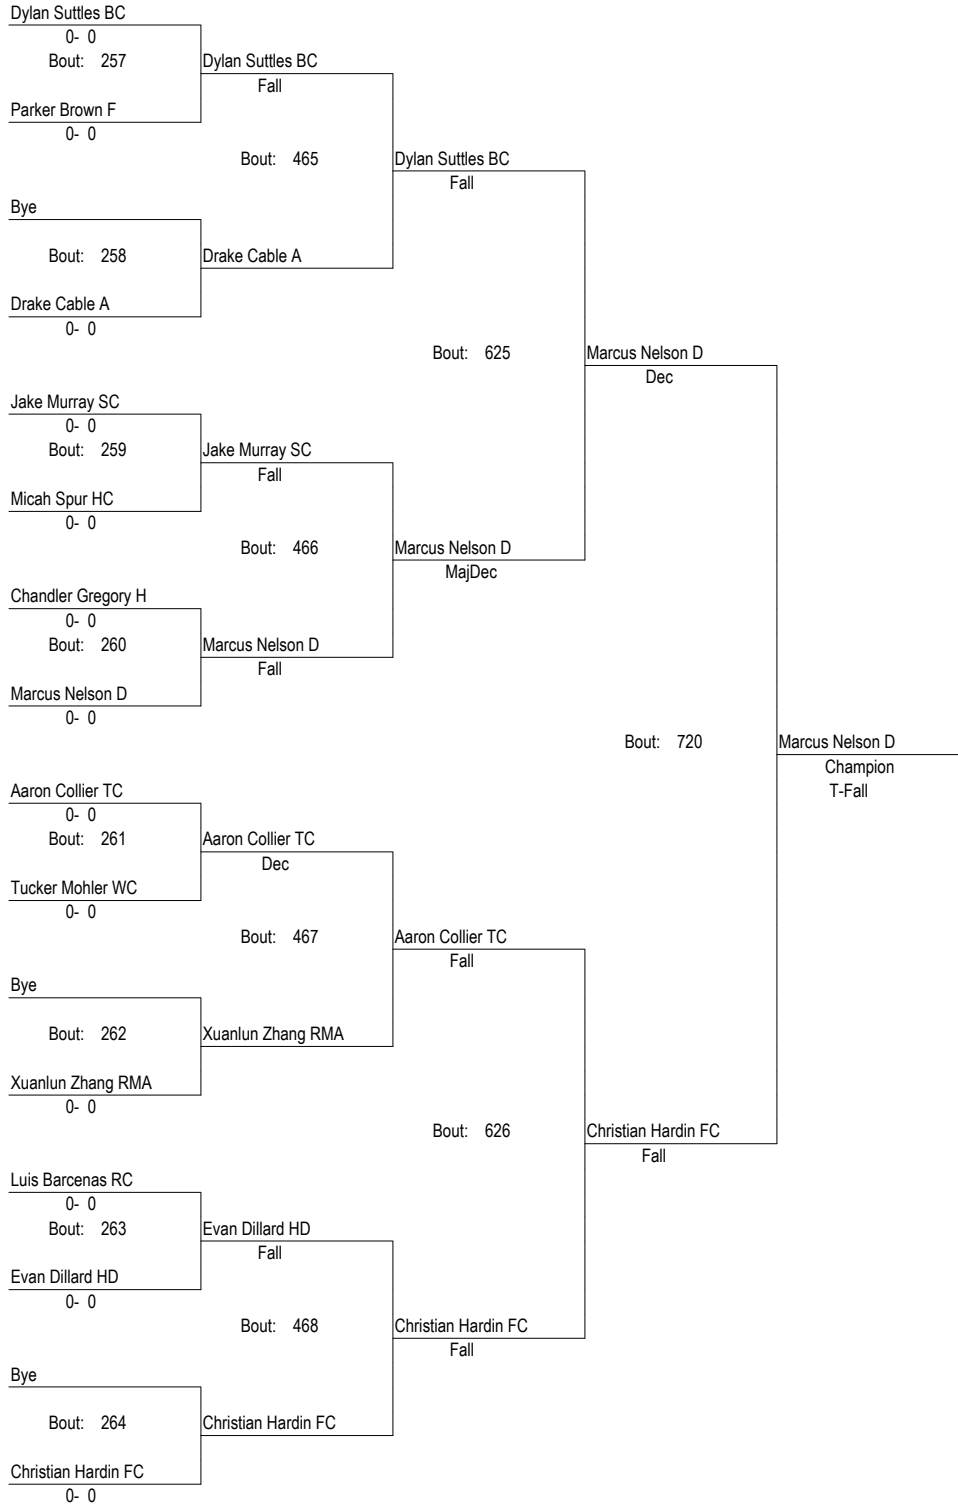 Dylan Suttles BC
0- 0
Bout: 257
Dylan Suttles BC
Fall
Parker Brown F
0- 0
Bout: 465
Dylan Suttles BC
Fall
Bye
Bout: 258
Drake Cable A
Drake Cable A
0- 0
Bout: 625
Marcus Nelson D
Dec
Jake Murray SC
0- 0
Bout: 259
Jake Murray SC
Fall
Micah Spur HC
0- 0
Bout: 466
Marcus Nelson D
MajDec
Chandler Gregory H
0- 0
Bout: 260
Marcus Nelson D
Fall
Marcus Nelson D
0- 0
Bout: 720
Marcus Nelson D
Champion
T-Fall
Aaron Collier TC
0- 0
Bout: 261
Aaron Collier TC
Dec
Tucker Mohler WC
0- 0
Bout: 467
Aaron Collier TC
Fall
Bye
Bout: 262
Xuanlun Zhang RMA
Xuanlun Zhang RMA
0- 0
Bout: 626
Christian Hardin FC
Fall
Luis Barcenas RC
0- 0
Bout: 263
Evan Dillard HD
Fall
Evan Dillard HD
0- 0
Bout: 468
Christian Hardin FC
Fall
Bye
Bout: 264
Christian Hardin FC
Christian Hardin FC
0- 0